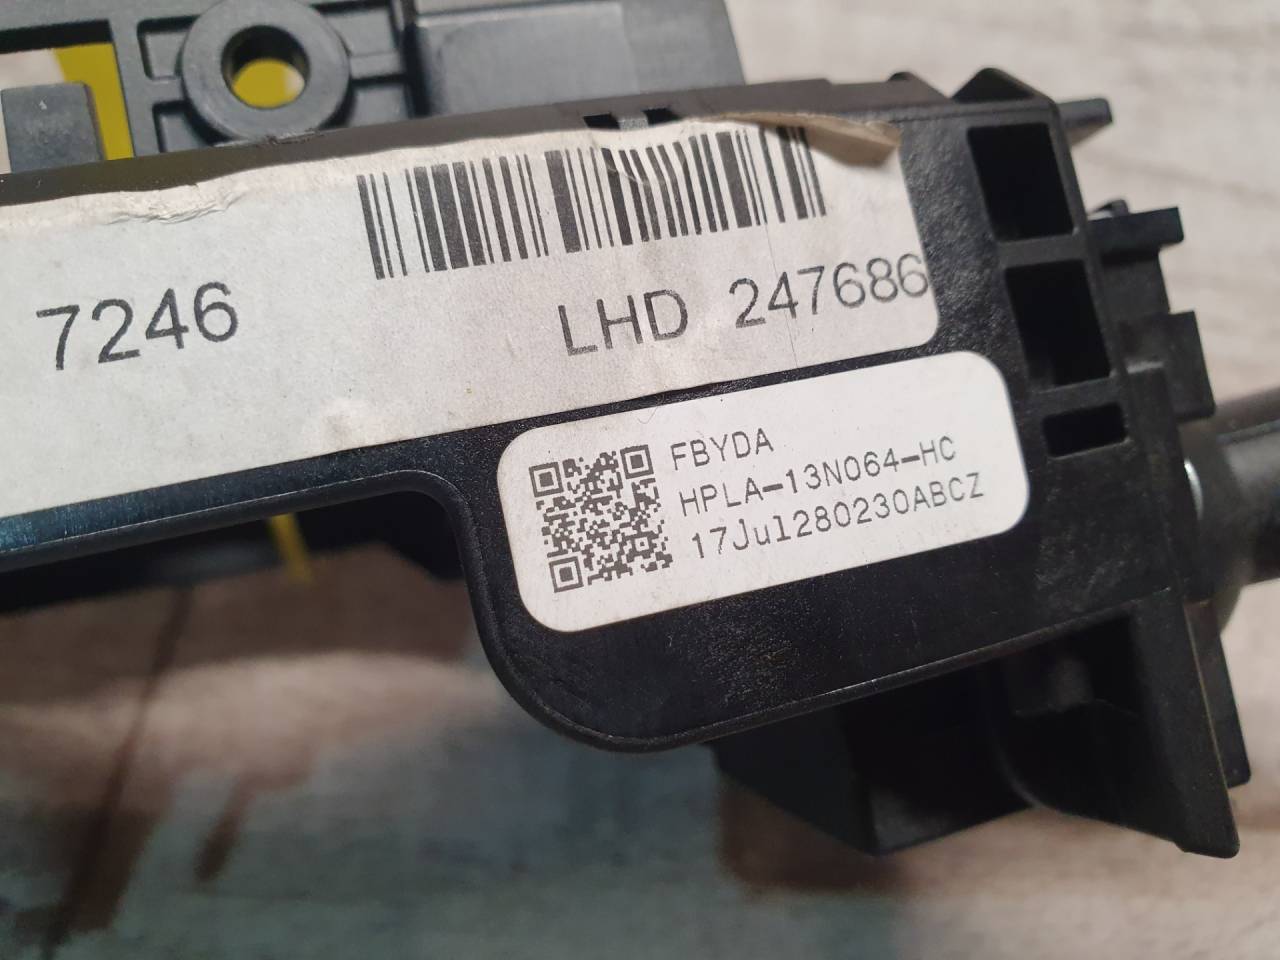 7246 LHD 247686
FBYDA
HPLA-13N064-HC
17Jul280230ABCZ